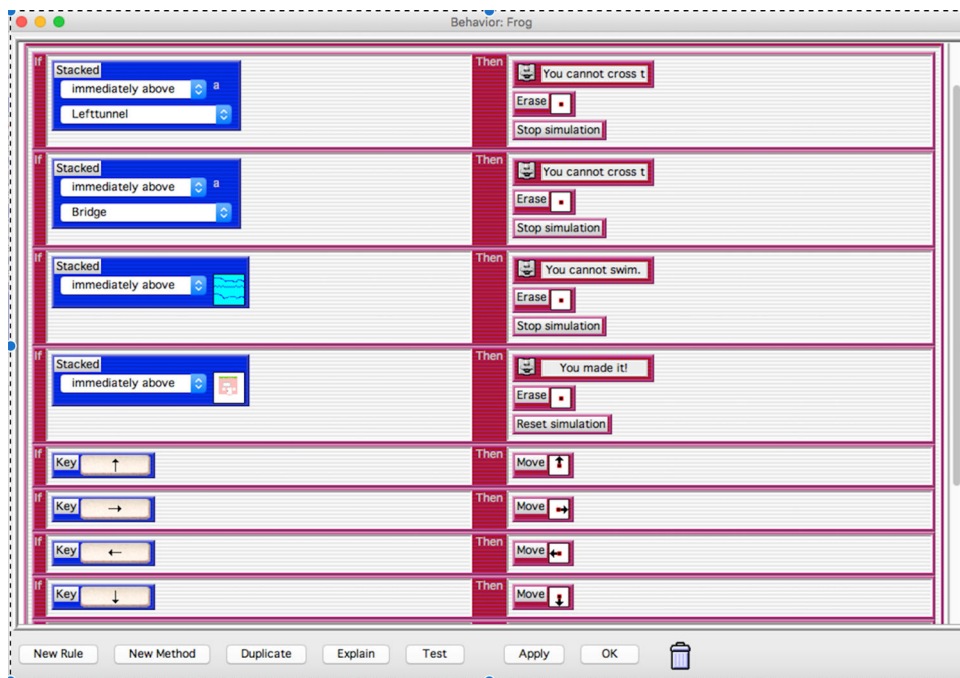 Behavior: Frog
If
Stacked
immediately above
a
Lefttunnel
Then
You cannot cross t
Erase
Stop simulation
If
Stacked
immediately above
a
Bridge
Then
You cannot cross t
Erase
Stop simulation
If
Stacked
immediately above
Then
You cannot swim.
Erase
Stop simulation
If
Stacked
immediately above
Then
You made it!
Erase
Reset simulation
If
Key ↑
Then
Move
If
Key →
Then
Move
If
Key ←
Then
Move
If
Key ↓
Then
Move
New Rule New Method Duplicate Explain Test Apply OK